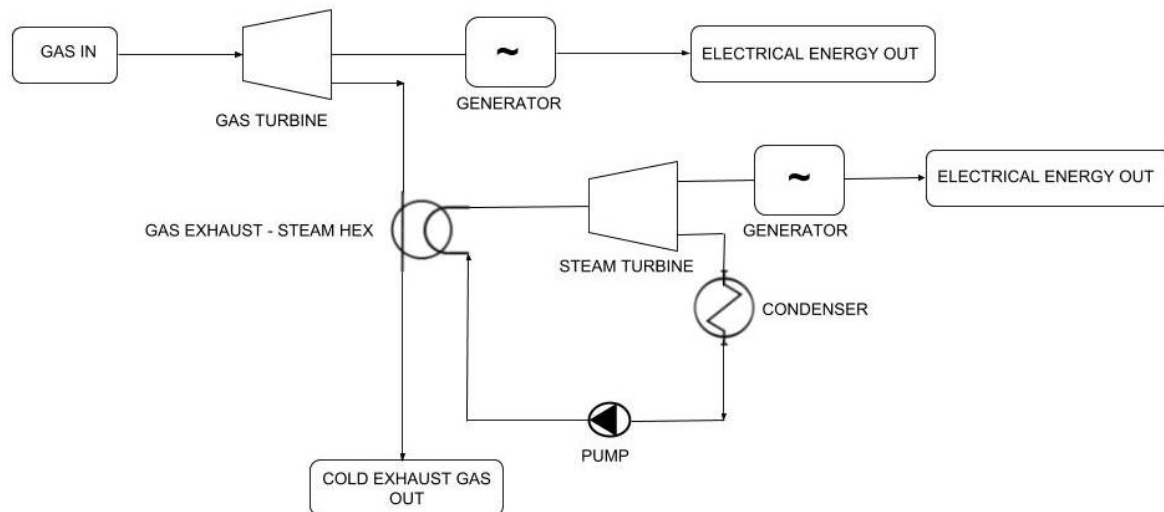 GAS IN
~
ELECTRICAL ENERGY OUT
GENERATOR
GAS TURBINE
~
ELECTRICAL ENERGY OUT
GAS EXHAUST - STEAM HEX
GENERATOR
STEAM TURBINE
CONDENSER
PUMP
COLD EXHAUST GAS
OUT